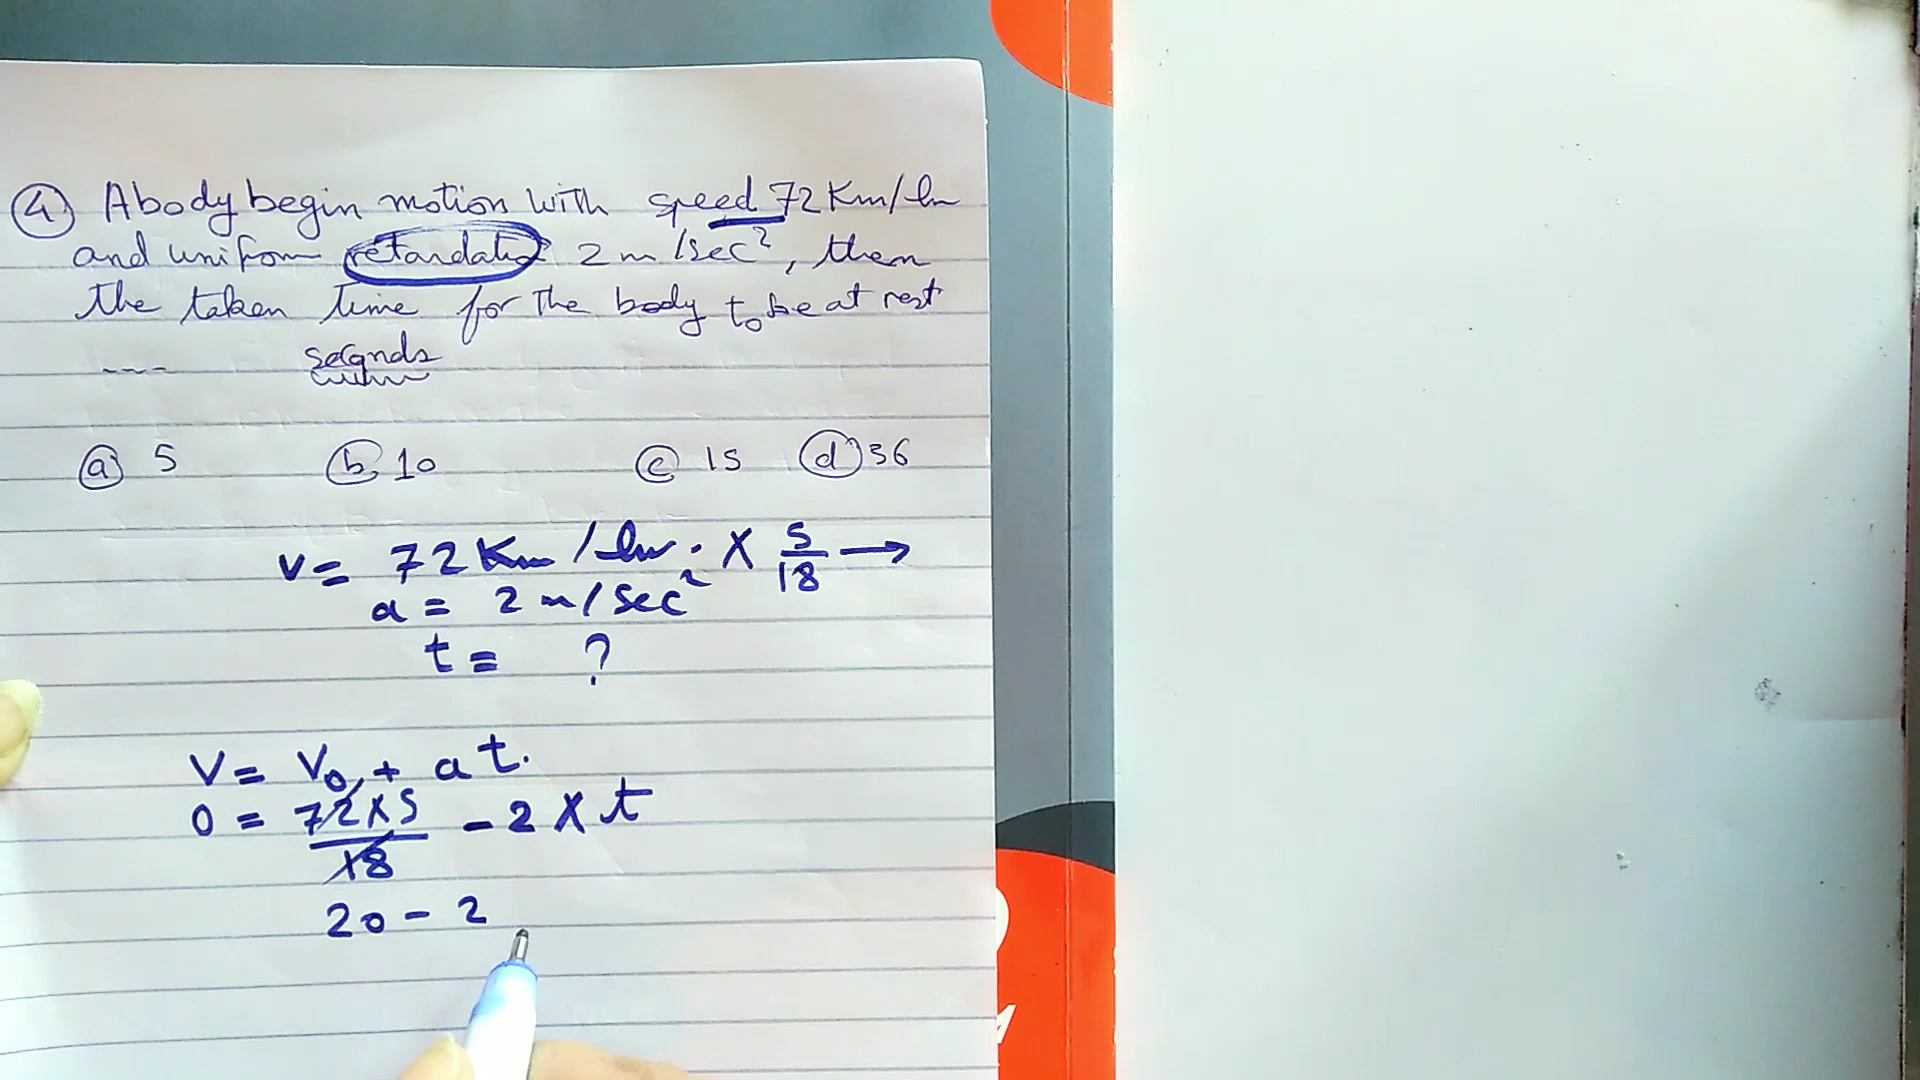 4 A body begin motion with speed 72 Km/hr
and uniform retardatio 2 m/sec², then
the taken time for the body to be at rest
---- seconds
a 5 b 10 c 15 d 36
v = 72 Km/hr. × 5/18 →
a = 2 m/sec²
t = ?
V = V₀ + a t.
0 = 72×5/18 - 2 × t
20 - 2